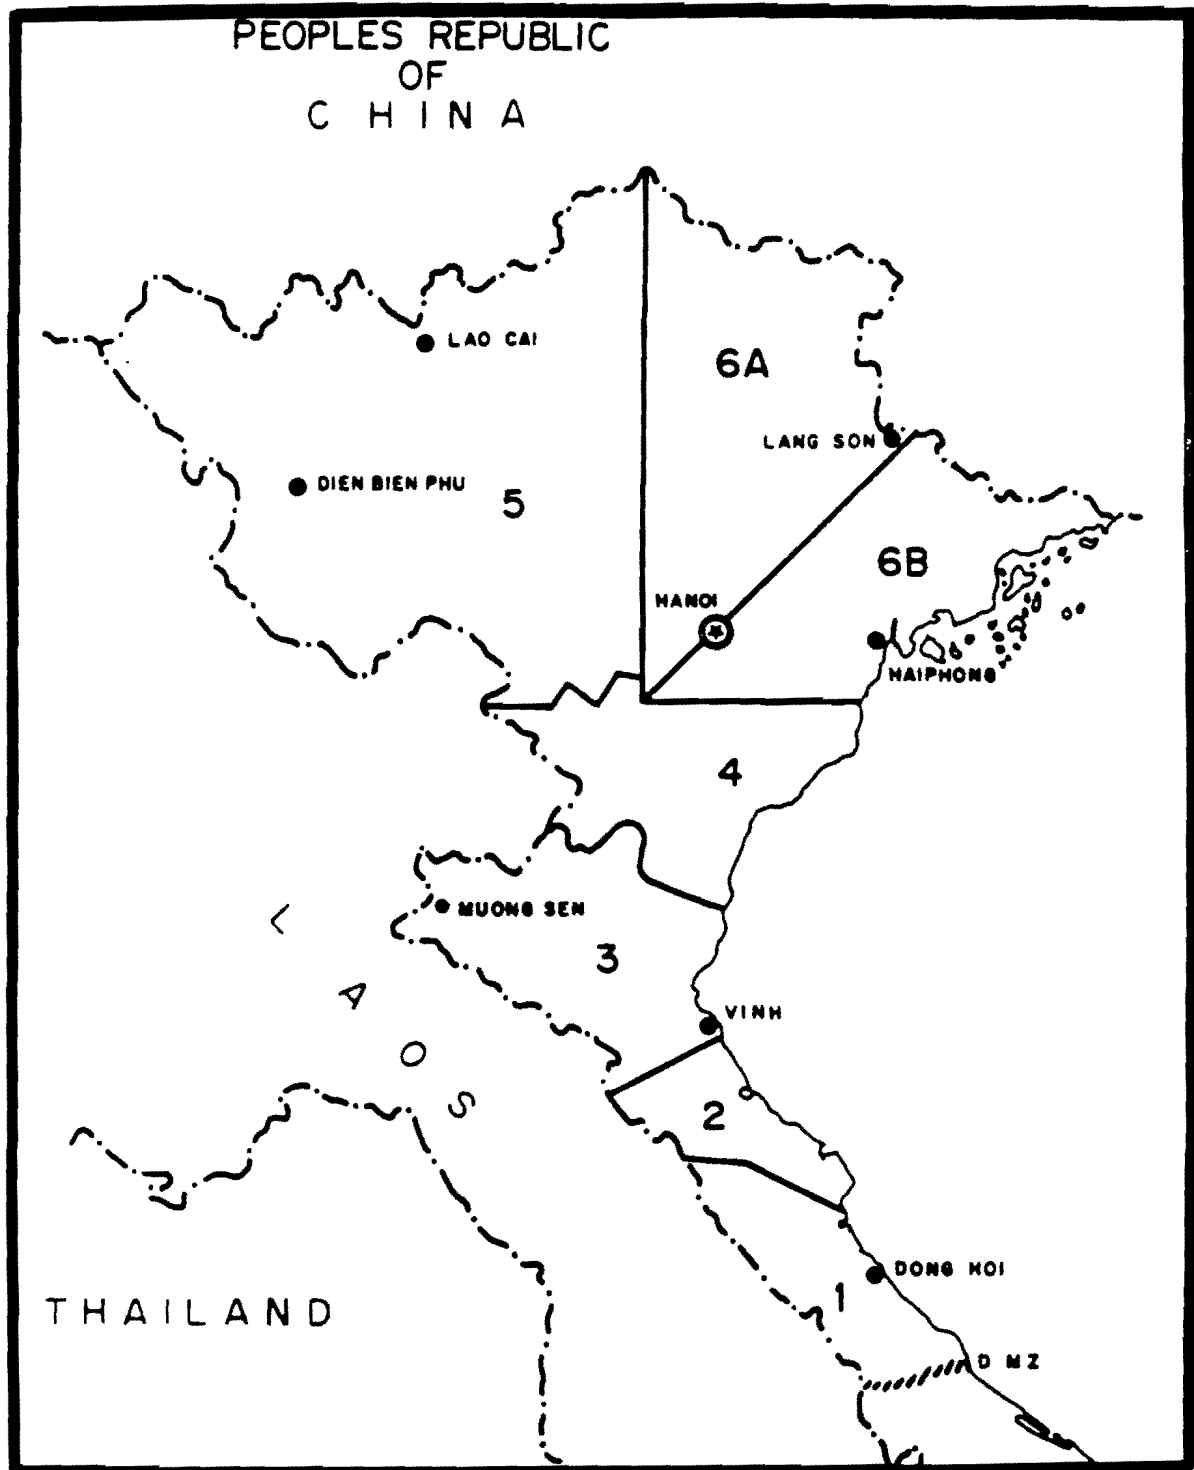 PEOPLES REPUBLIC
OF
CHINA
LAO CAI
6A
LANG SON
DIEN BIEN PHU
5
6B
HANOI
HAIPHONG
4
MUONG SEN
3
LAOS
VINH
2
DONG HOI
1
THAILAND
DMZ